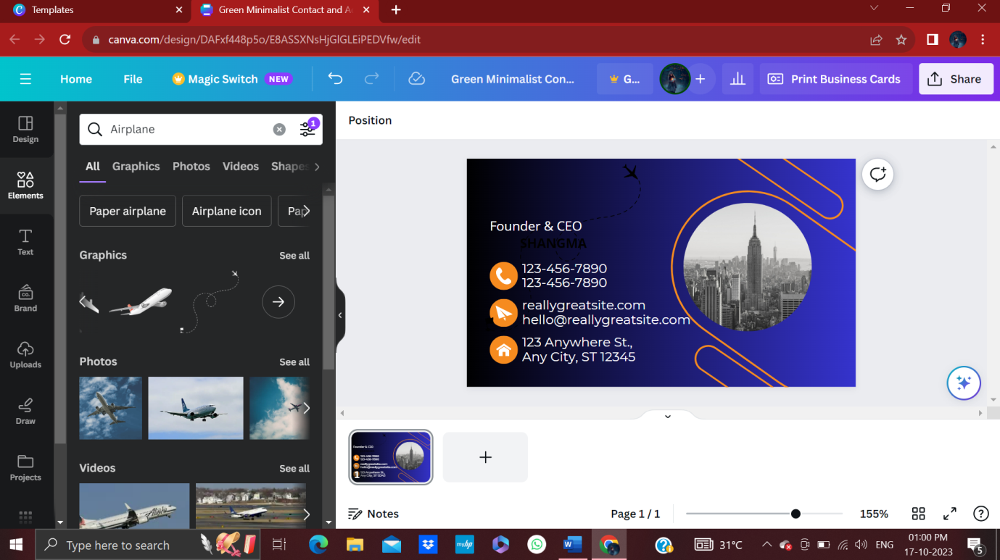 Templates
Green Minimalist Contact and A
canva.com/design/DAFxf448p5o/E8ASSXNsHjGlGLEiPEDVfw/edit
Home File Magic Switch NEW Green Minimalist Con... G... Print Business Cards Share
Design
Elements
Text
Brand
CO.
Uploads
Draw
Projects
Airplane
1
All Graphics Photos Videos Shapes
Paper airplane Airplane icon Pap
Graphics See all
Photos See all
Videos See all
Position
Founder & CEO
SHANGMA
123-456-7890
123-456-7890
reallygreatsite.com
hello@reallygreatsite.com
123 Anywhere St.,
Any City, ST 12345
Notes Page 1 / 1 155%
Type here to search
31°C ENG
01:00 PM
17-10-2023
5